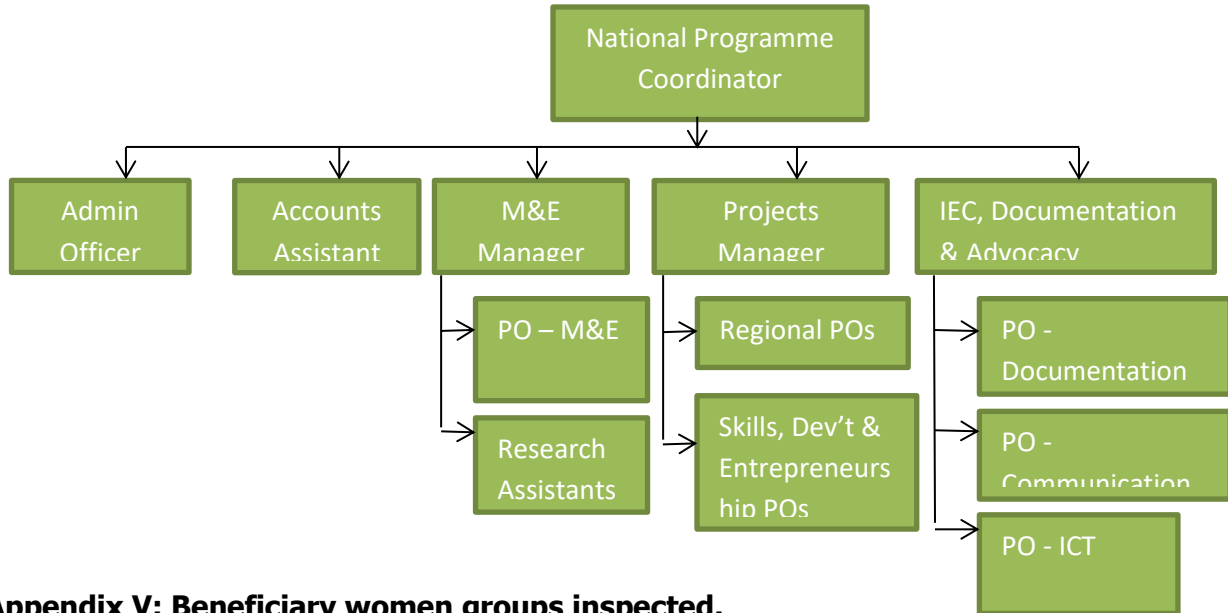 National Programme
Coordinator
Admin
Officer
Accounts
Assistant
M&E
Manager
Projects
Manager
IEC, Documentation
& Advocacy
PO – M&E
Research
Assistants
Regional POs
Skills, Dev’t &
Entrepreneurs
hip POs
PO -
Documentation
PO -
Communication
PO - ICT
Appendix V: Beneficiary women groups inspected.